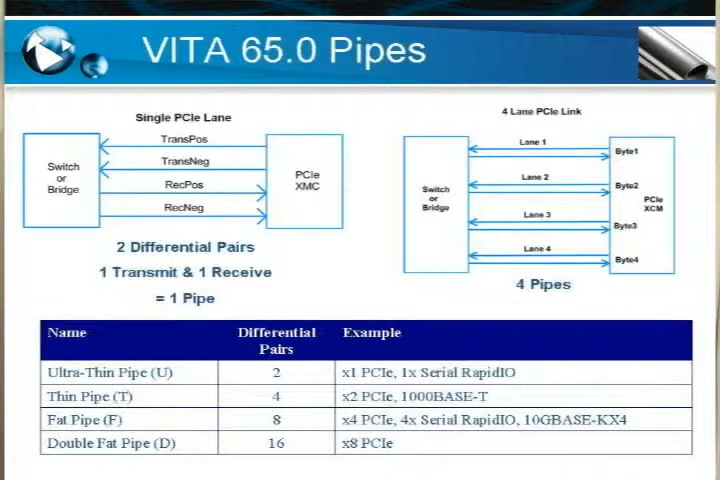 VITA 65.0 Pipes
Single PCIe Lane
TransPos
TransNeg
RecPos
RecNeg
Switch
or
Bridge
PCIe
XMC
2 Differential Pairs
1 Transmit & 1 Receive
= 1 Pipe
4 Lane PCIe Link
Lane 1
Lane 2
Lane 3
Lane 4
Switch
or
Bridge
Byte1
Byte2
Byte3
Byte4
PCIe
XCM
4 Pipes
Name Differential Pairs Example
Ultra-Thin Pipe (U) 2 x1 PCIe, 1x Serial RapidIO
Thin Pipe (T) 4 x2 PCIe, 1000BASE-T
Fat Pipe (F) 8 x4 PCIe, 4x Serial RapidIO, 10GBASE-KX4
Double Fat Pipe (D) 16 x8 PCIe